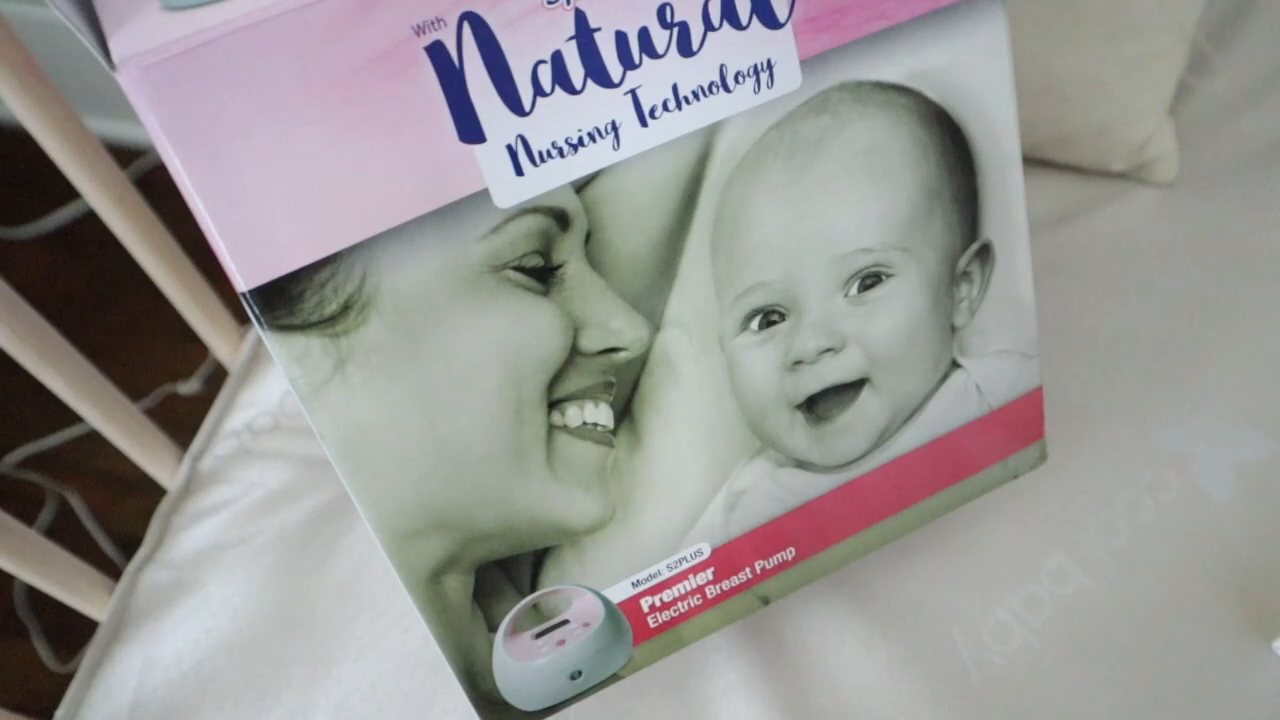 With
Natural
Nursing Technology
Model: S2PLUS
Premier
Electric Breast Pump